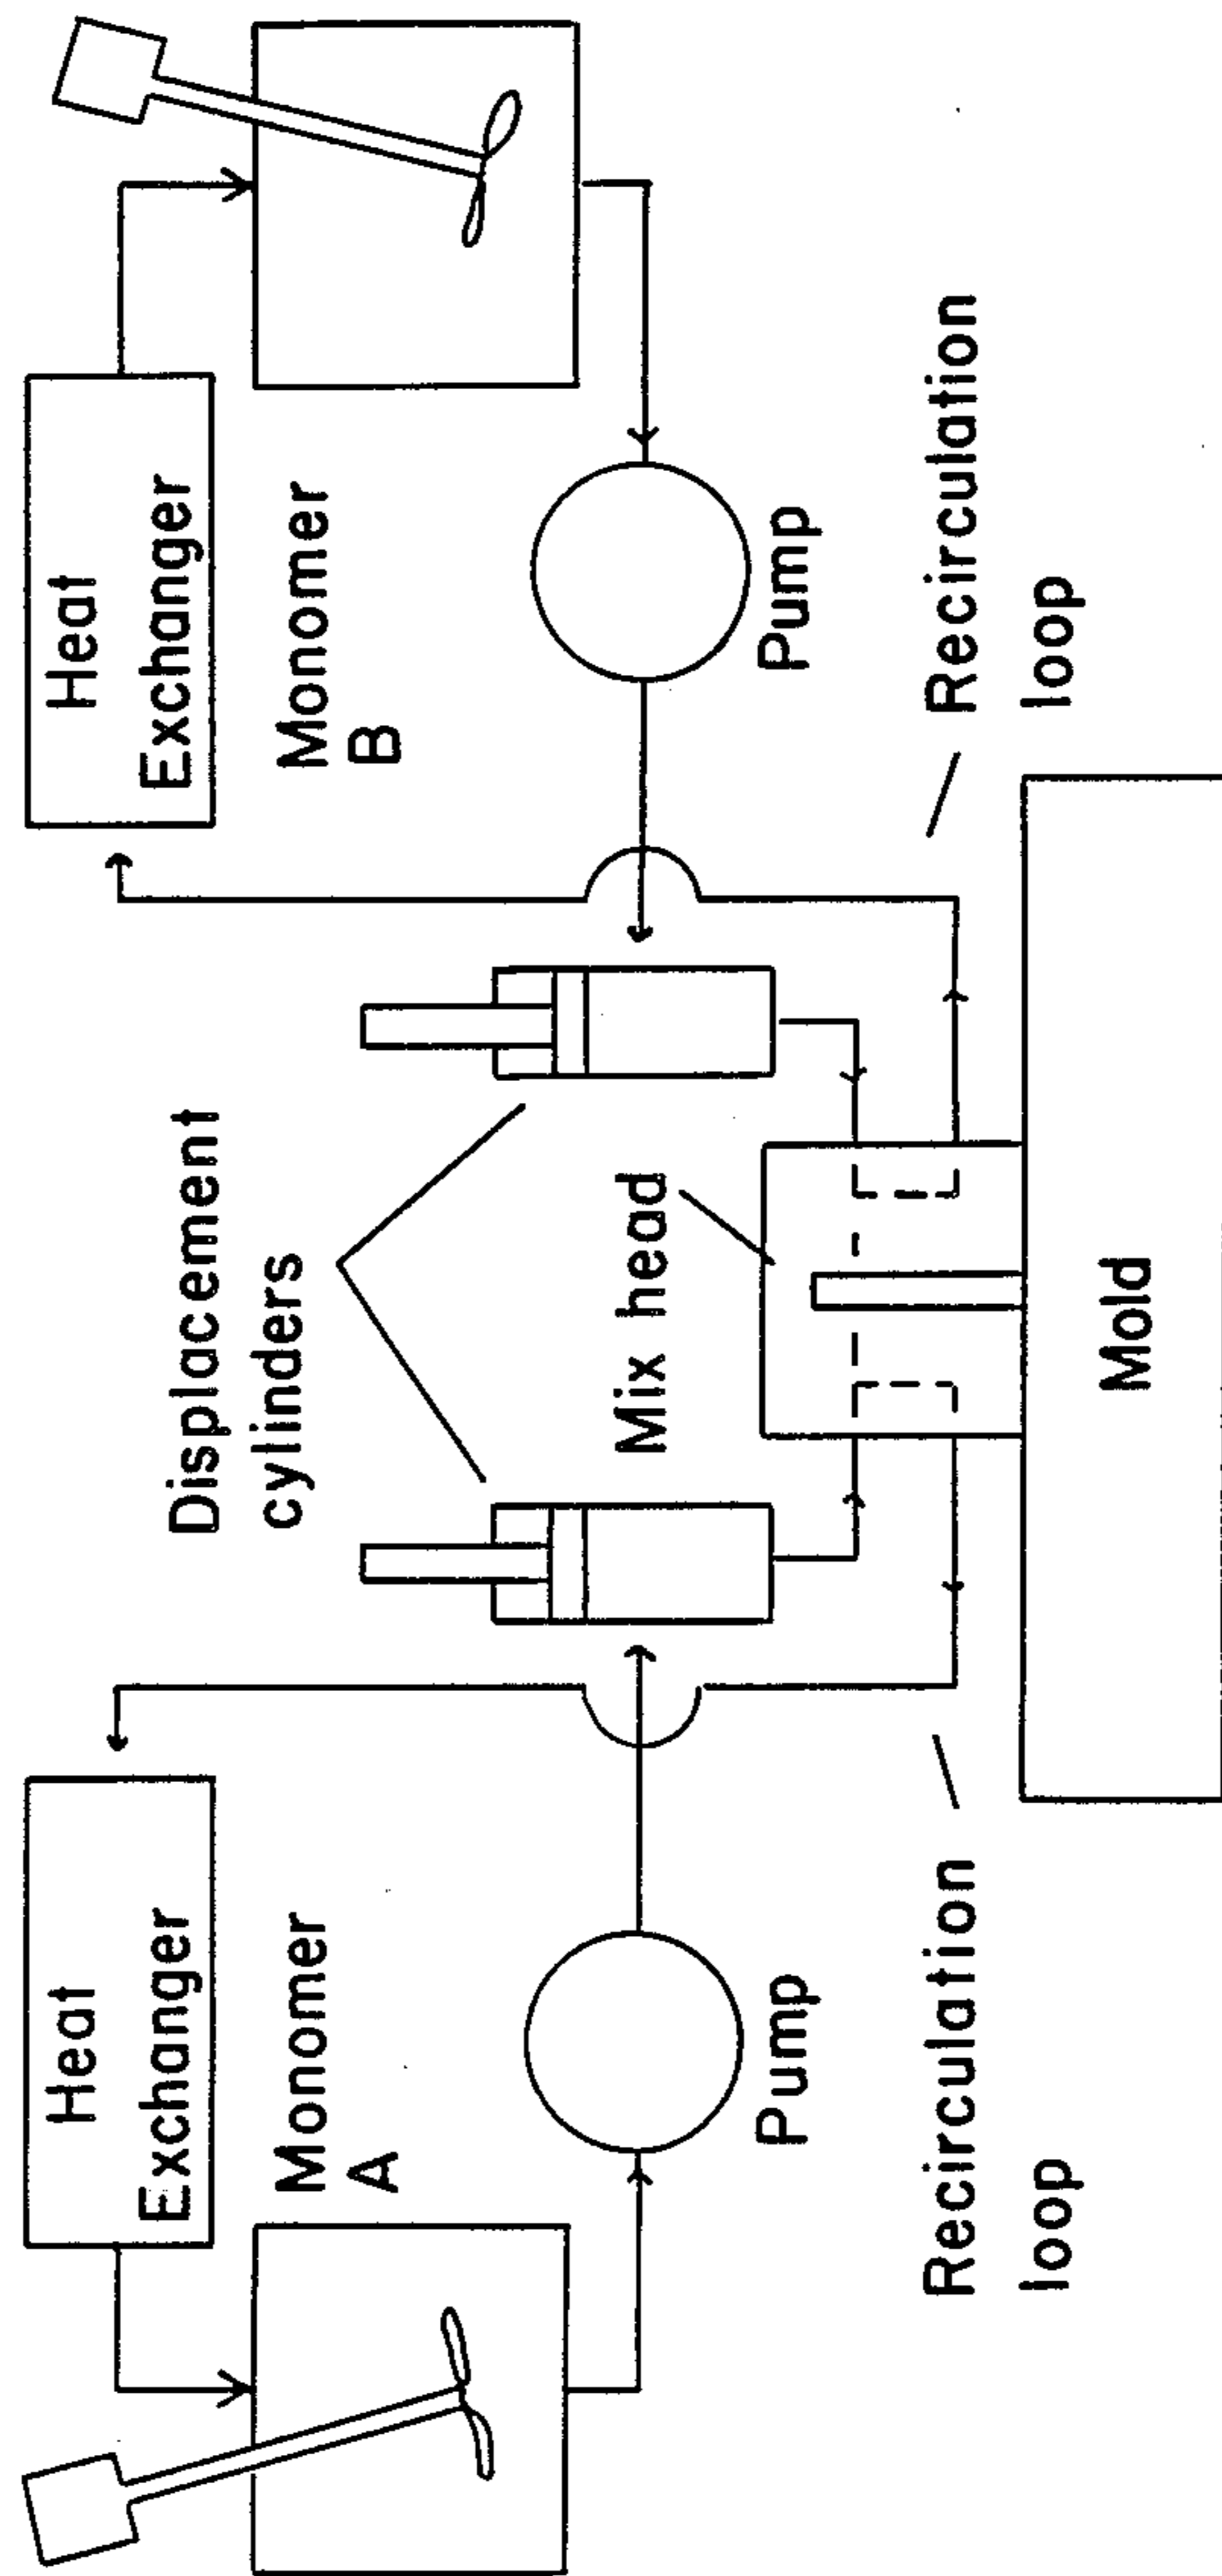 Heat
Exchanger
Monomer
A
Pump
Recirculation
loop
Displacement
cylinders
Mix head
Mold
Heat
Exchanger
Monomer
B
Pump
Recirculation
loop